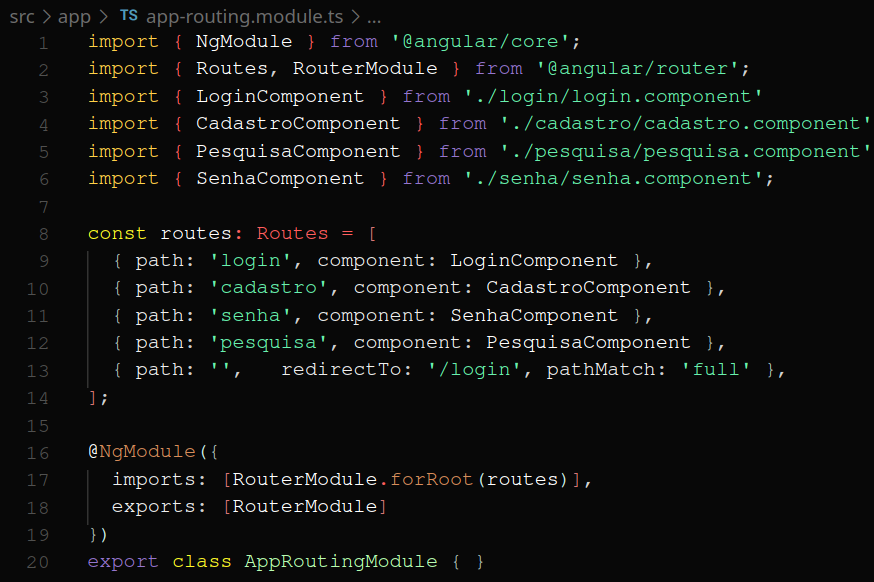 src > app > TS app-routing.module.ts > ...
1 import { NgModule } from '@angular/core';
2 import { Routes, RouterModule } from '@angular/router';
3 import { LoginComponent } from './login/login.component'
4 import { CadastroComponent } from './cadastro/cadastro.component'
5 import { PesquisaComponent } from './pesquisa/pesquisa.component'
6 import { SenhaComponent } from './senha/senha.component';
7
8 const routes: Routes = [
9   { path: 'login', component: LoginComponent },
10   { path: 'cadastro', component: CadastroComponent },
11   { path: 'senha', component: SenhaComponent },
12   { path: 'pesquisa', component: PesquisaComponent },
13   { path: '',   redirectTo: '/login', pathMatch: 'full' },
14 ];
15
16 @NgModule({
17   imports: [RouterModule.forRoot(routes)],
18   exports: [RouterModule]
19 })
20 export class AppRoutingModule { }